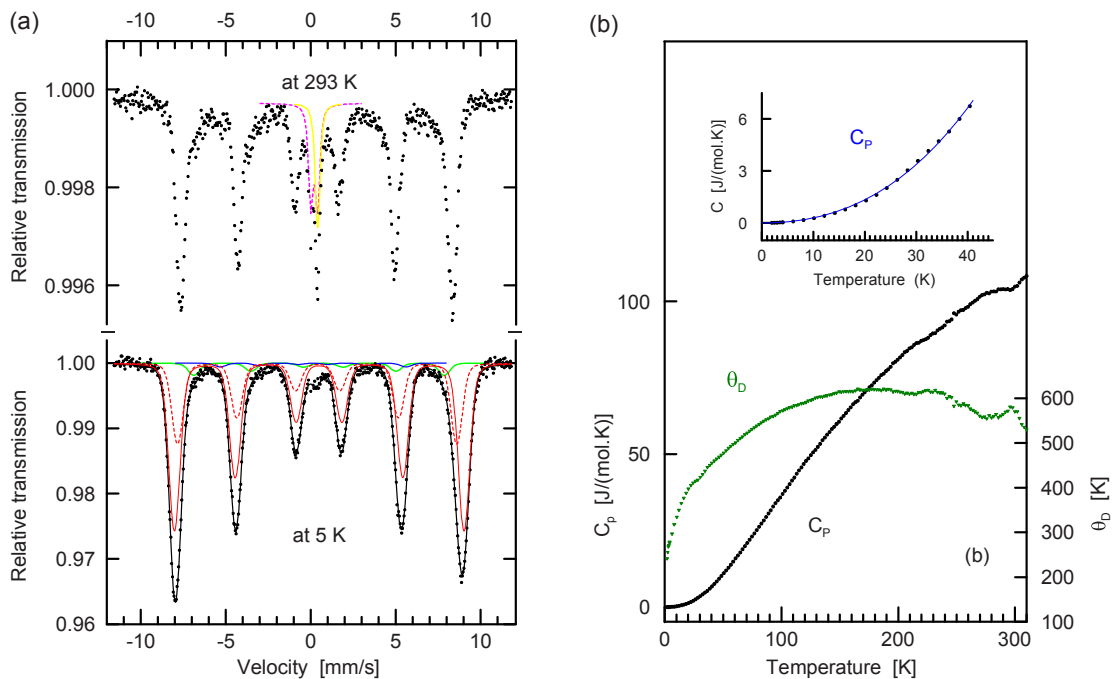 (a)
-10 -5 0 5 10
Relative transmission
1.000
0.998
0.996
at 293 K
Relative transmission
1.00
0.99
0.98
0.97
0.96
at 5 K
-10 -5 0 5 10
Velocity [mm/s]
(b)
C [J/(mol.K)]
6
3
0
C_P
0 10 20 30 40
Temperature (K)
C_p [J/(mol.K)]
100
50
0
θ_D
C_P
(b)
600
500
400
300
200
100
θ_D [K]
0 100 200 300
Temperature [K]